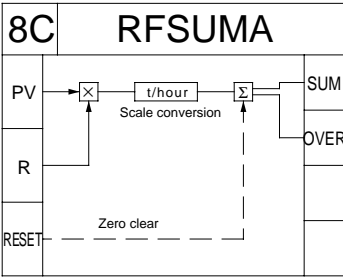 8C RFSUMA
PV × t/hour Σ SUM
Scale conversion
OVER
R
Zero clear
RESET